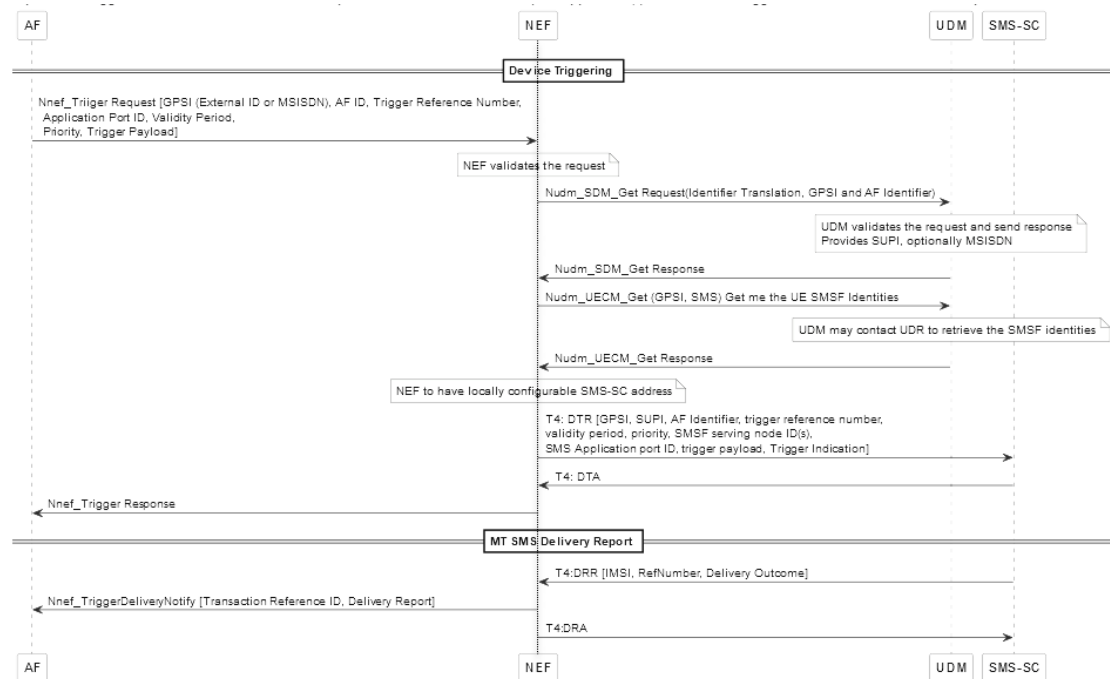 AF NEF UDM SMS-SC
Device Triggering
Nnef_Triiger Request [GPSI (External ID or MSISDN), AF ID, Trigger Reference Number,
Application Port ID, Validity Period,
Priority, Trigger Payload]
NEF validates the request
Nudm_SDM_Get Request(Identifier Translation, GPSI and AF Identifier)
UDM validates the request and send response
Provides SUPI, optionally MSISDN
Nudm_SDM_Get Response
Nudm_UECM_Get (GPSI, SMS) Get me the UE SMSF Identities
UDM may contact UDR to retrieve the SMSF identities
Nudm_UECM_Get Response
NEF to have locally configurable SMS-SC address
T4: DTR [GPSI, SUPI, AF Identifier, trigger reference number,
validity period, priority, SMSF serving node ID(s),
SMS Application port ID, trigger payload, Trigger Indication]
T4: DTA
Nnef_Trigger Response
MT SMS Delivery Report
T4:DRR [IMSI, RefNumber, Delivery Outcome]
Nnef_TriggerDeliveryNotify [Transaction Reference ID, Delivery Report]
T4:DRA
AF NEF UDM SMS-SC